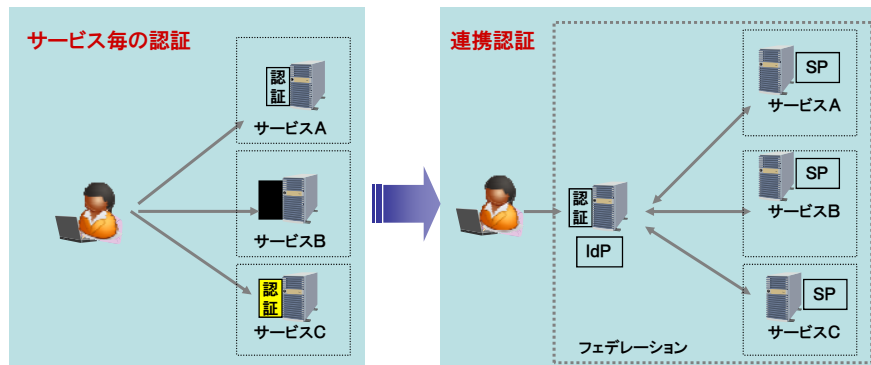 サービス毎の認証
認
証
サービスA
サービスB
認
証
サービスC
連携認証
SP
サービスA
SP
サービスB
認
証
IdP
SP
サービスC
フェデレーション